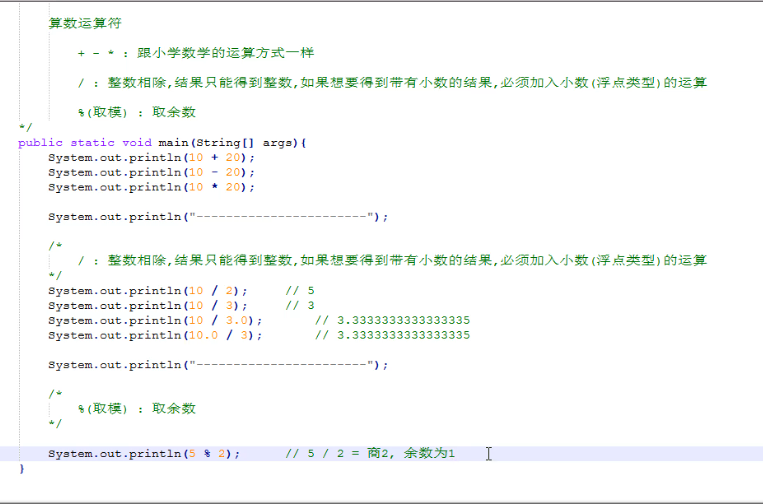 算数运算符
+ - * : 跟小学数学的运算方式一样
/ : 整数相除,结果只能得到整数,如果想要得到带有小数的结果,必须加入小数(浮点类型)的运算
%(取模) : 取余数
*/
public static void main(String[] args){
System.out.println(10 + 20);
System.out.println(10 - 20);
System.out.println(10 * 20);
System.out.println("-----------------------");
/*
/ : 整数相除,结果只能得到整数,如果想要得到带有小数的结果,必须加入小数(浮点类型)的运算
*/
System.out.println(10 / 2); // 5
System.out.println(10 / 3); // 3
System.out.println(10 / 3.0); // 3.3333333333333335
System.out.println(10.0 / 3); // 3.3333333333333335
System.out.println("-----------------------");
/*
%(取模) : 取余数
*/
System.out.println(5 % 2); // 5 / 2 = 商2, 余数为1
}